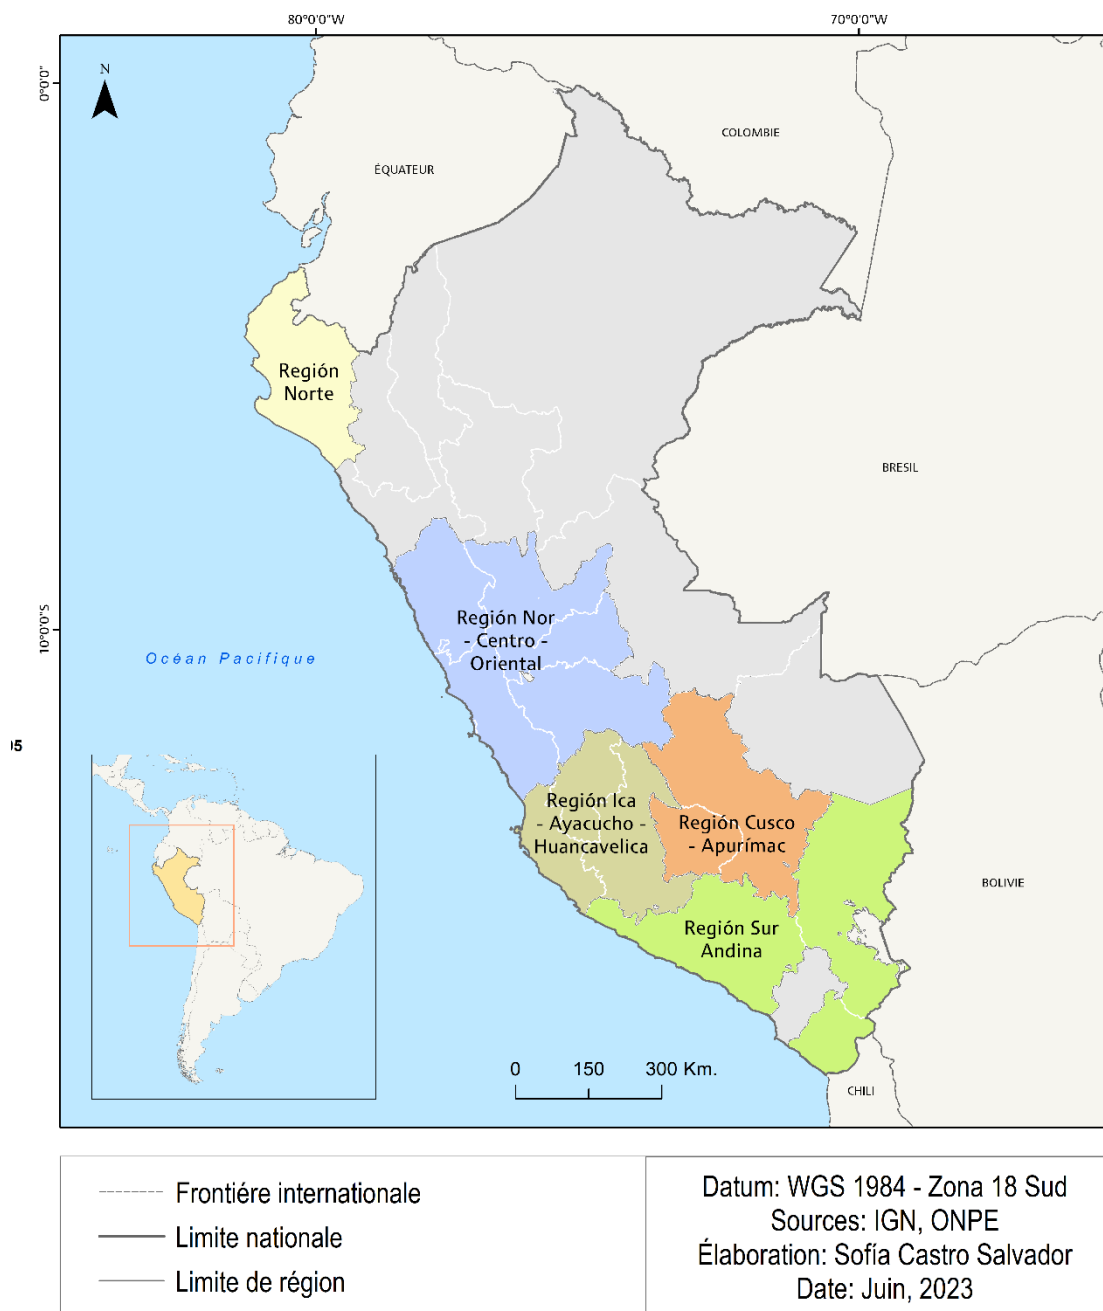 80°0'0"W
70°0'0"W
0°0'0"
N
COLOMBIE
ÉQUATEUR
Región
Norte
BRESIL
10°0'0"S
Región Nor
- Centro -
Oriental
Océan Pacifique
Región Ica
- Ayacucho -
Huancavelica
Región Cusco
- Apurímac
BOLIVIE
Región Sur
Andina
0 150 300 Km.
CHILI
Frontiére internationale
Limite nationale
Limite de région
Datum: WGS 1984 - Zona 18 Sud
Sources: IGN, ONPE
Élaboration: Sofía Castro Salvador
Date: Juin, 2023